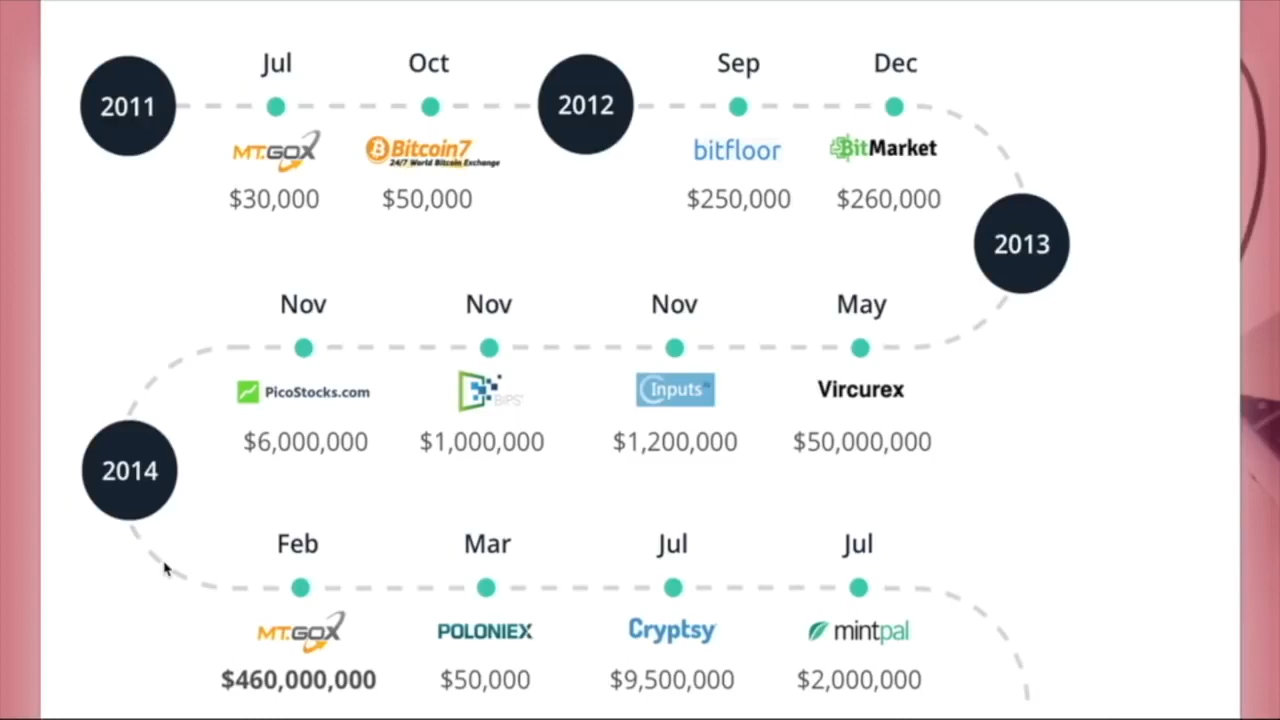 Jul Oct Sep Dec
2011 2012
MT.GOX Bitcoin7 bitfloor BitMarket
24/7 World Bitcoin Exchange
$30,000 $50,000 $250,000 $260,000
2013
Nov Nov Nov May
PicoStocks.com BIPS Inputs Vircurex
$6,000,000 $1,000,000 $1,200,000 $50,000,000
2014
Feb Mar Jul Jul
MT.GOX POLONIEX Cryptsy mintpal
$460,000,000 $50,000 $9,500,000 $2,000,000